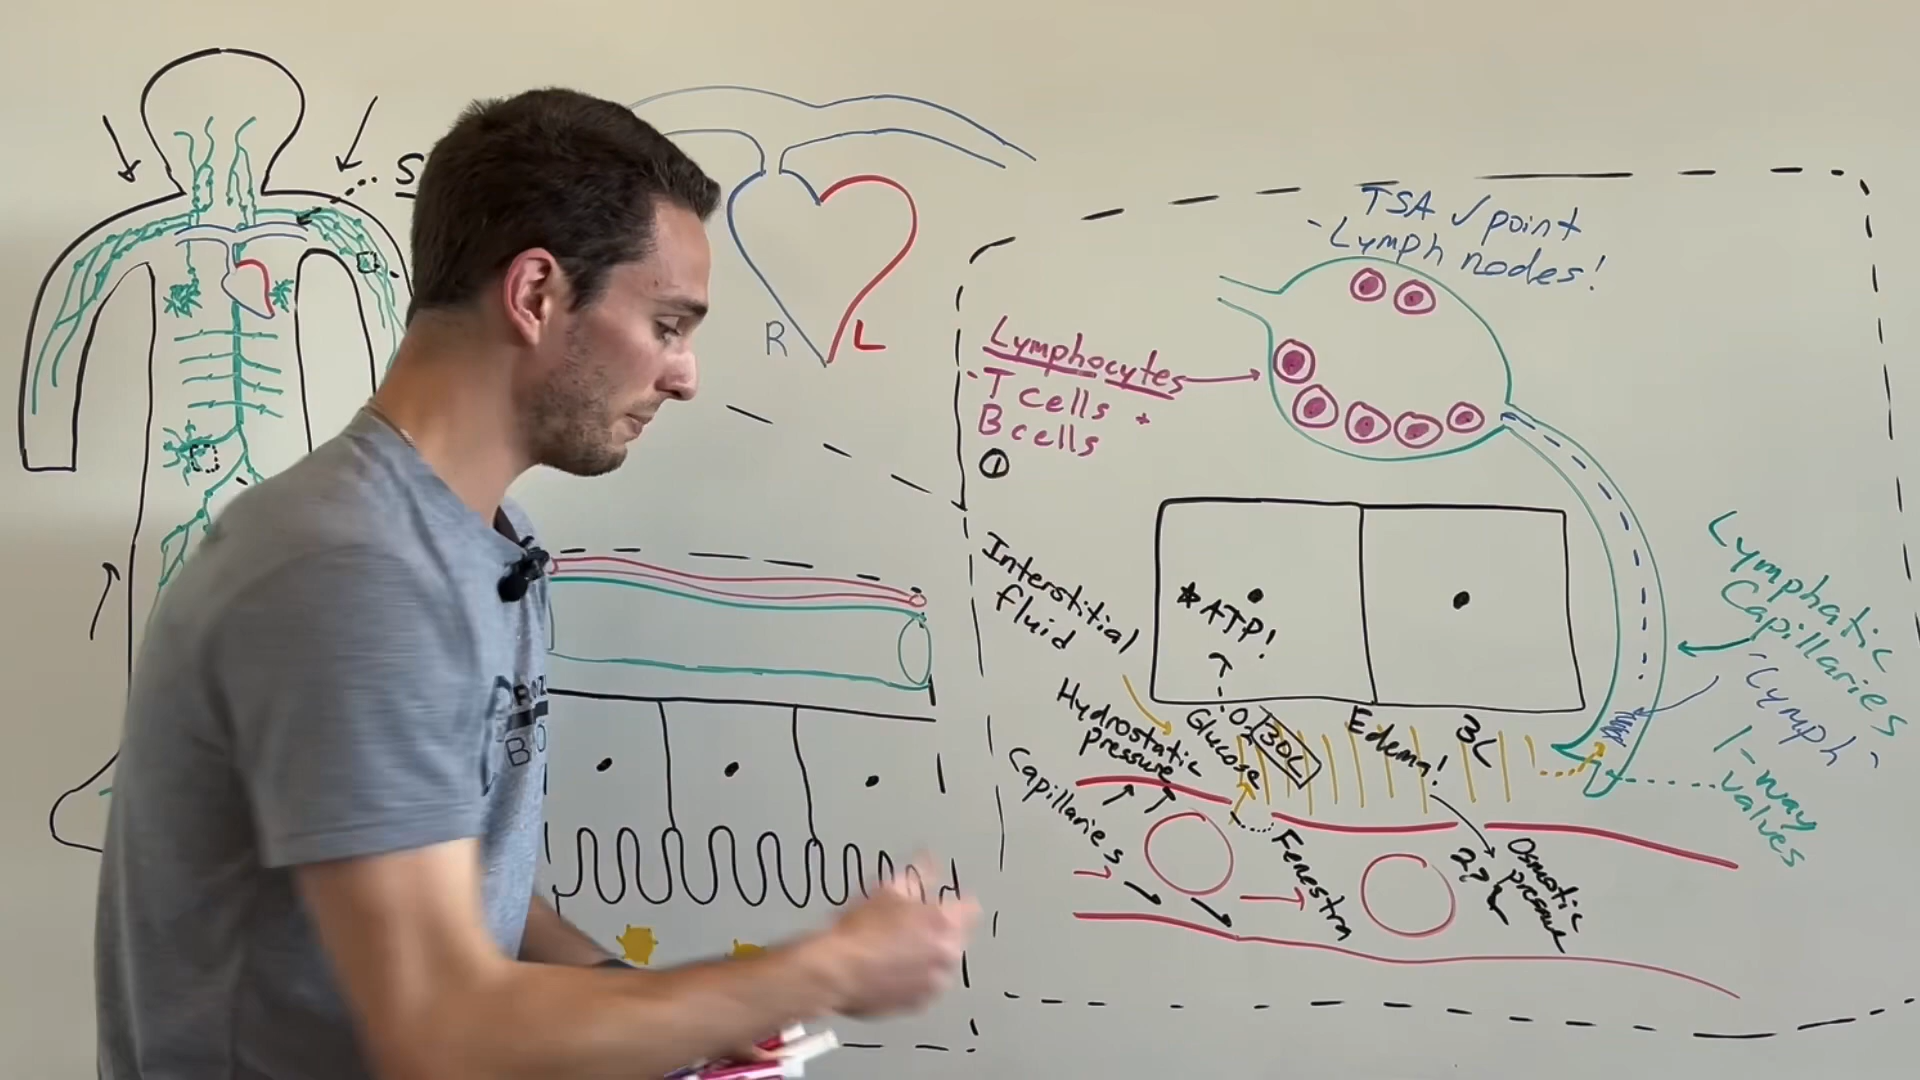 S
R
L
TSA ✓point
- Lymph nodes!
Lymphocytes
- T cells *
B cells
①
Interstitial
fluid
*ATP!
Lymphatic
Capillaries
"Lymph"
1-way
valves
Hydrostatic
pressure
Glucose
O2
30L
Edema!
3L
Capillaries
Fenestra
2?
Osmotic
pressure